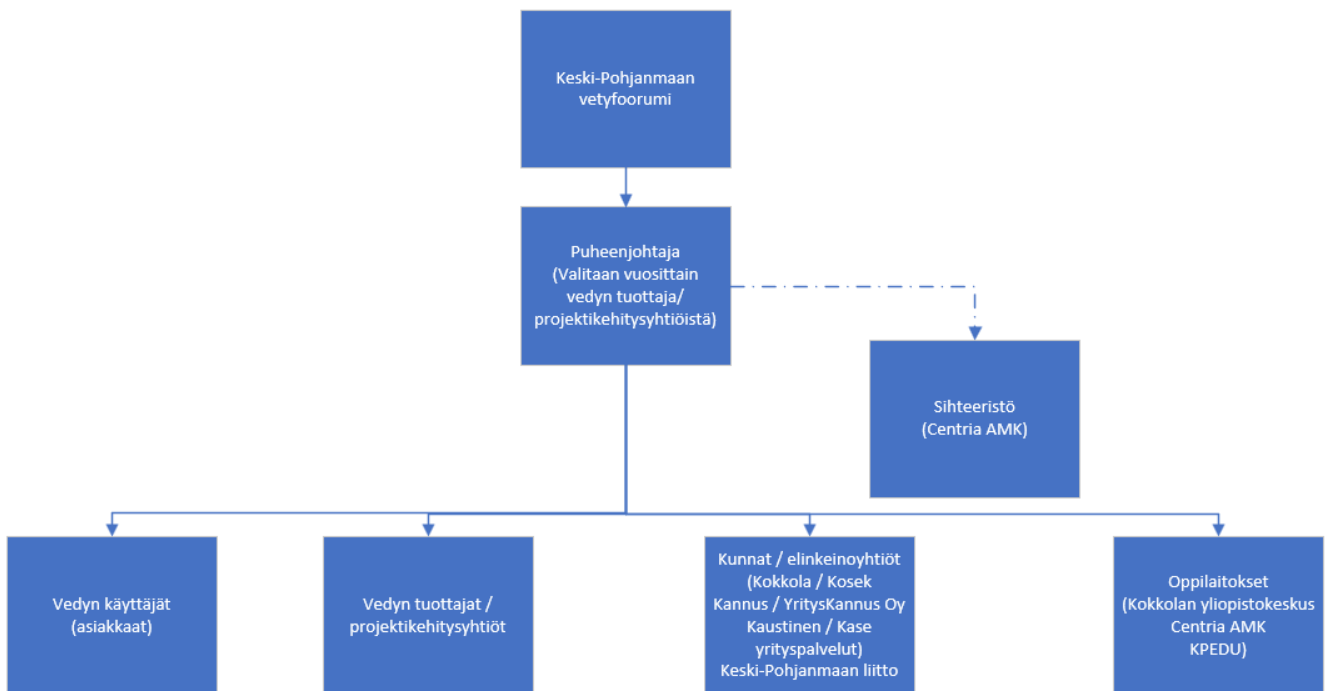 Keski-Pohjanmaan
vetyfoorumi
Puheenjohtaja
(Valitaan vuosittain
vedyn tuottaja/
projektikehitysyhtiöistä)
Sihteeristö
(Centria AMK)
Vedyn käyttäjät
(asiakkaat)
Vedyn tuottajat /
projektikehitysyhtiöt
Kunnat / elinkeinoyhtiöt
(Kokkola / Kosek
Kannus / YritysKannus Oy
Kaustinen / Kase
yrityspalvelut)
Keski-Pohjanmaan liitto
Oppilaitokset
(Kokkolan yliopistokeskus
Centria AMK
KPEDU)